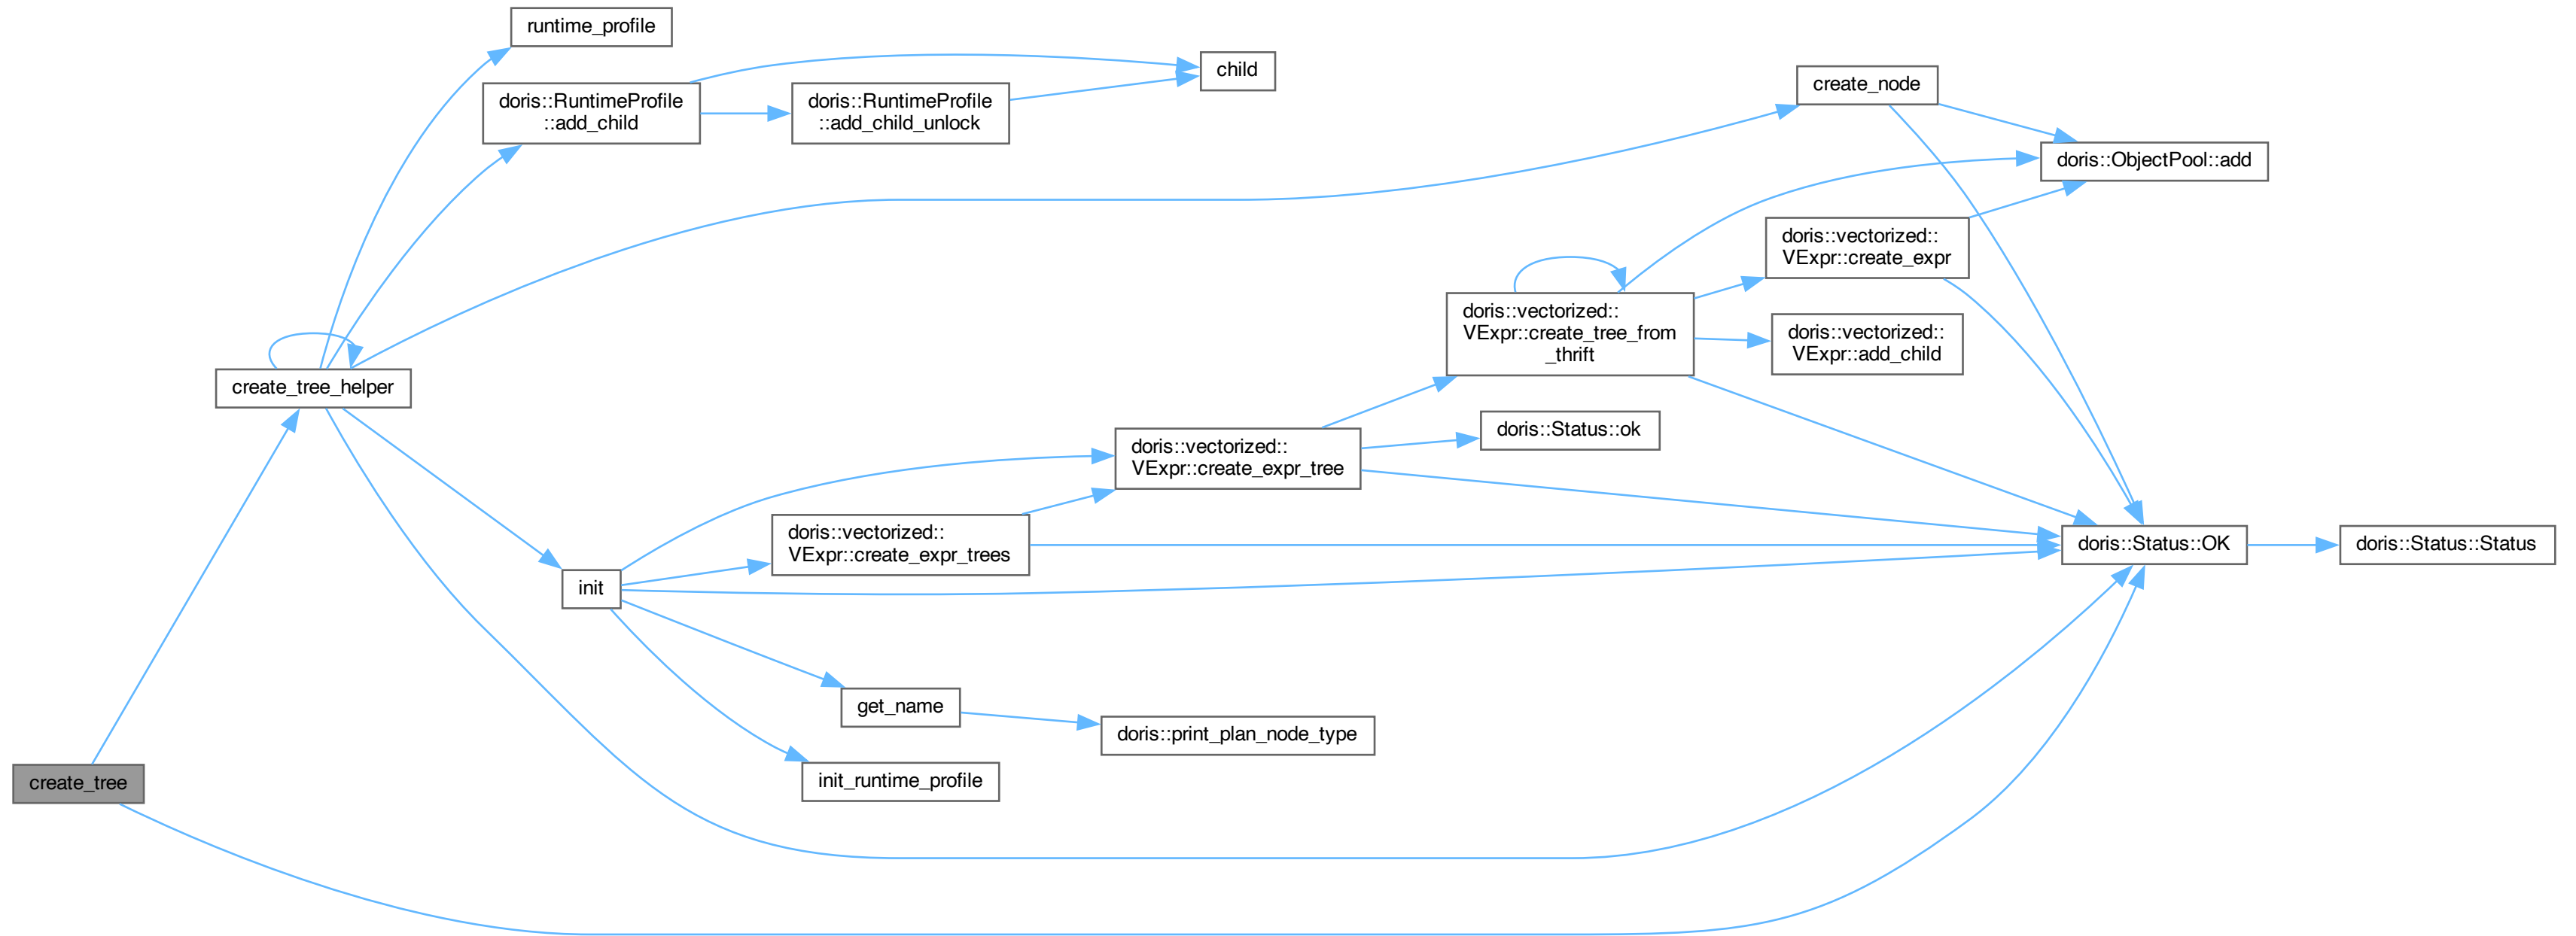 runtime_profile
child
doris::RuntimeProfile
::add_child
doris::RuntimeProfile
::add_child_unlock
create_node
doris::ObjectPool::add
doris::vectorized::
VExpr::create_expr
doris::vectorized::
VExpr::create_tree_from
_thrift
doris::vectorized::
VExpr::add_child
create_tree_helper
doris::Status::ok
doris::vectorized::
VExpr::create_expr_tree
doris::vectorized::
VExpr::create_expr_trees
doris::Status::OK
doris::Status::Status
init
get_name
doris::print_plan_node_type
create_tree
init_runtime_profile